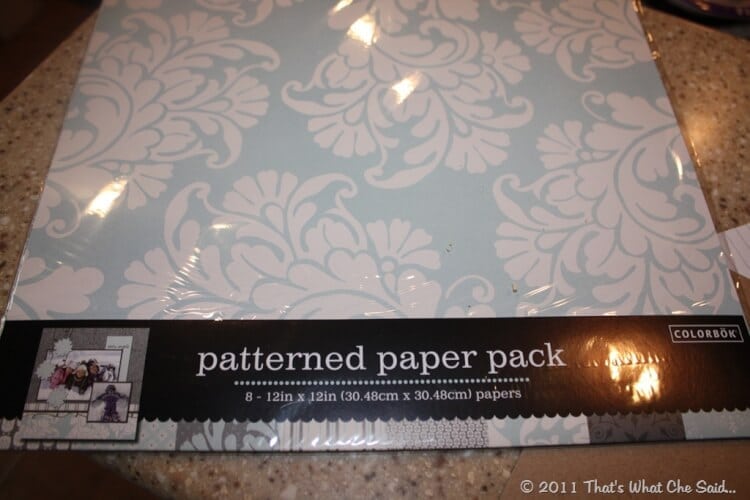 COLORBÖK
patterned paper pack
8 - 12in x 12in (30.48cm x 30.48cm) papers
© 2011 That's What Che Said...